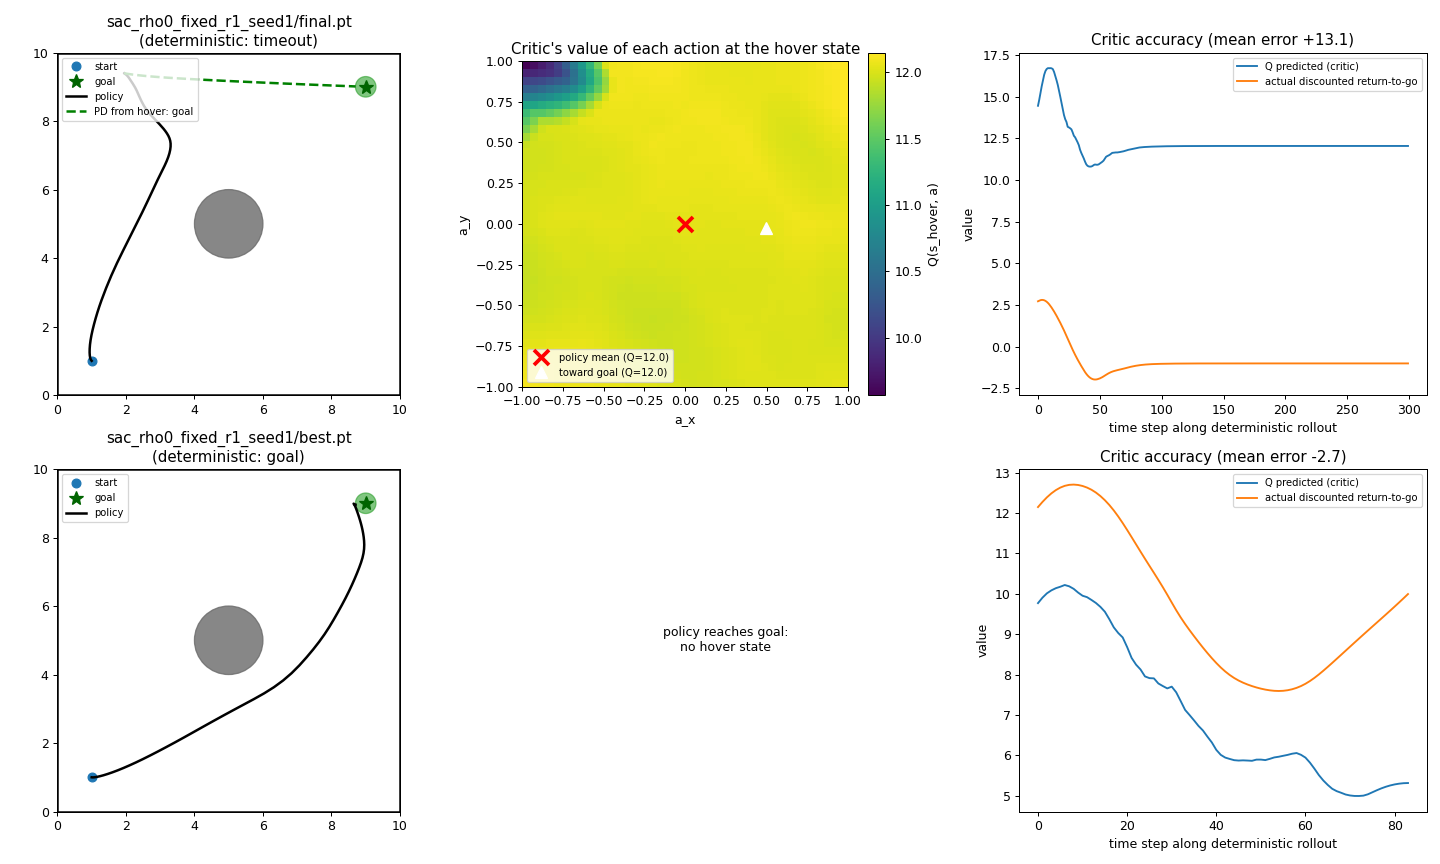 sac_rho0_fixed_r1_seed1/final.pt
(deterministic: timeout)
start
goal
policy
PD from hover: goal
10
8
6
4
2
0
0
2
4
6
8
10
Critic's value of each action at the hover state
1.00
0.75
0.50
0.25
0.00
−0.25
−0.50
−0.75
−1.00
a_y
policy mean (Q=12.0)
toward goal (Q=12.0)
−1.00
−0.75
−0.50
−0.25
0.00
0.25
0.50
0.75
1.00
a_x
12.0
11.5
11.0
10.5
10.0
Q(s_hover, a)
Critic accuracy (mean error +13.1)
Q predicted (critic)
actual discounted return-to-go
17.5
15.0
12.5
10.0
7.5
5.0
2.5
0.0
−2.5
value
0
50
100
150
200
250
300
time step along deterministic rollout
sac_rho0_fixed_r1_seed1/best.pt
(deterministic: goal)
start
goal
policy
10
8
6
4
2
0
0
2
4
6
8
10
policy reaches goal:
no hover state
Critic accuracy (mean error -2.7)
Q predicted (critic)
actual discounted return-to-go
13
12
11
10
9
8
7
6
5
value
0
20
40
60
80
time step along deterministic rollout